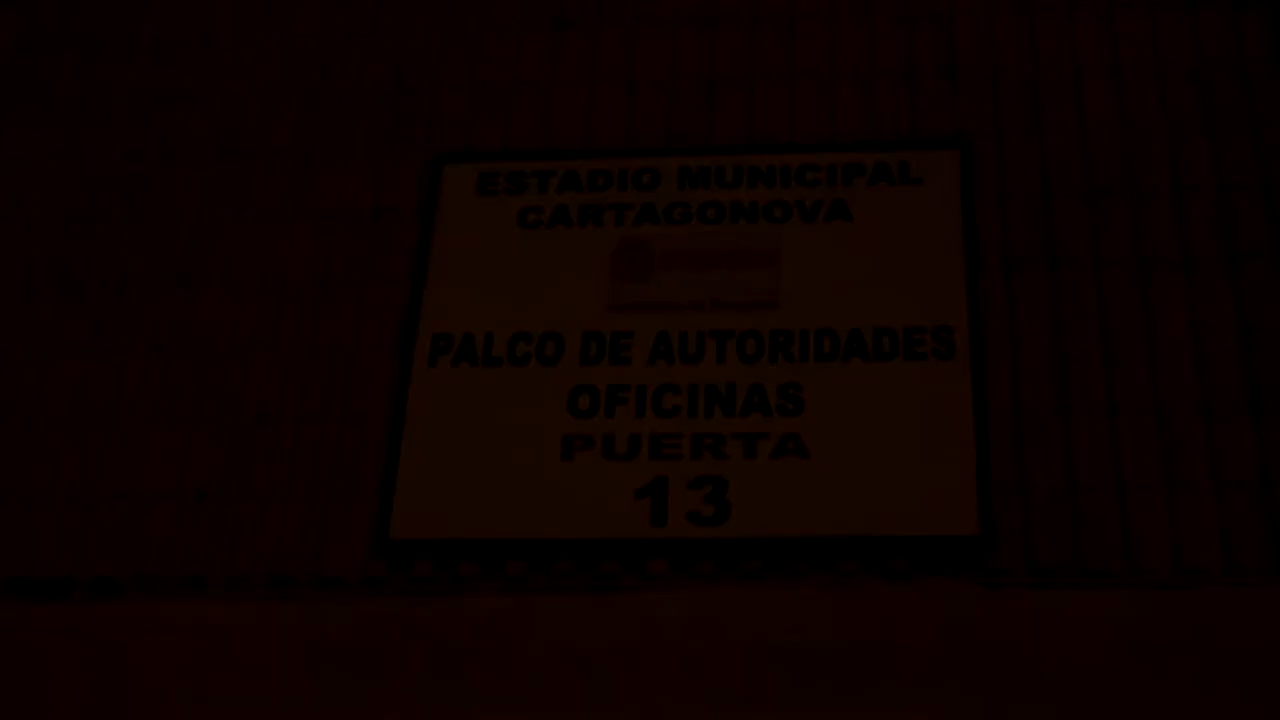 ESTADIO MUNICIPAL
CARTAGONOVA
PALCO DE AUTORIDADES
OFICINAS
PUERTA
13